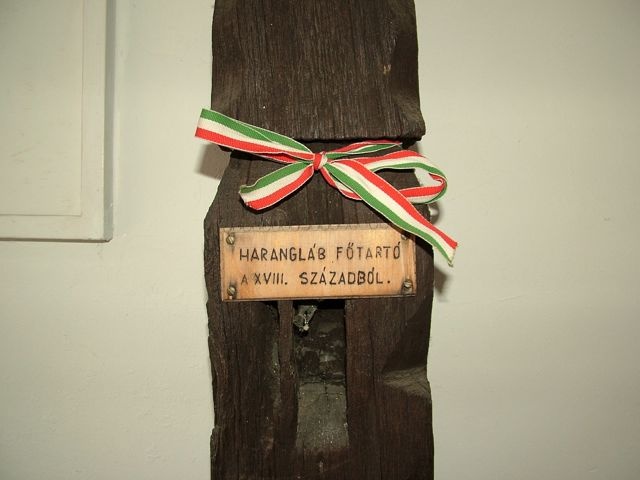 HARANGLÁB FŐTARTÓ
A XVIII. SZÁZADBÓL.